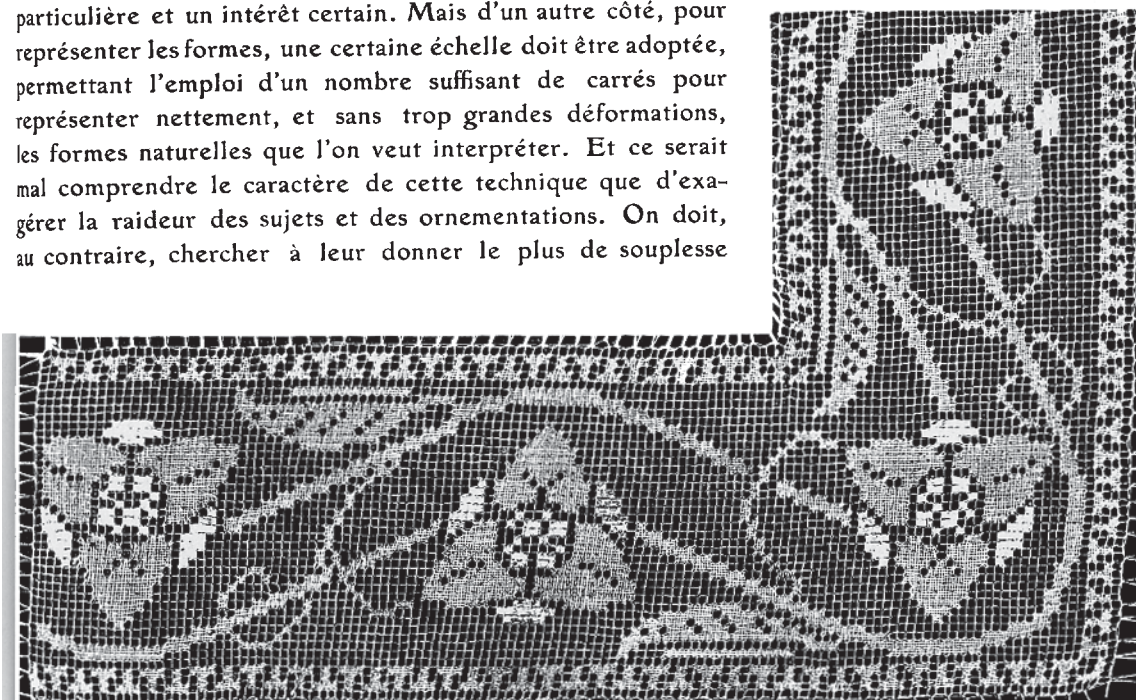 particulière et un intérêt certain. Mais d'un autre côté, pour
représenter les formes, une certaine échelle doit être adoptée,
permettant l'emploi d'un nombre suffisant de carrés pour
représenter nettement, et sans trop grandes déformations,
les formes naturelles que l'on veut interpréter. Et ce serait
mal comprendre le caractère de cette technique que d'exa-
gérer la raideur des sujets et des ornementations. On doit,
au contraire, chercher à leur donner le plus de souplesse